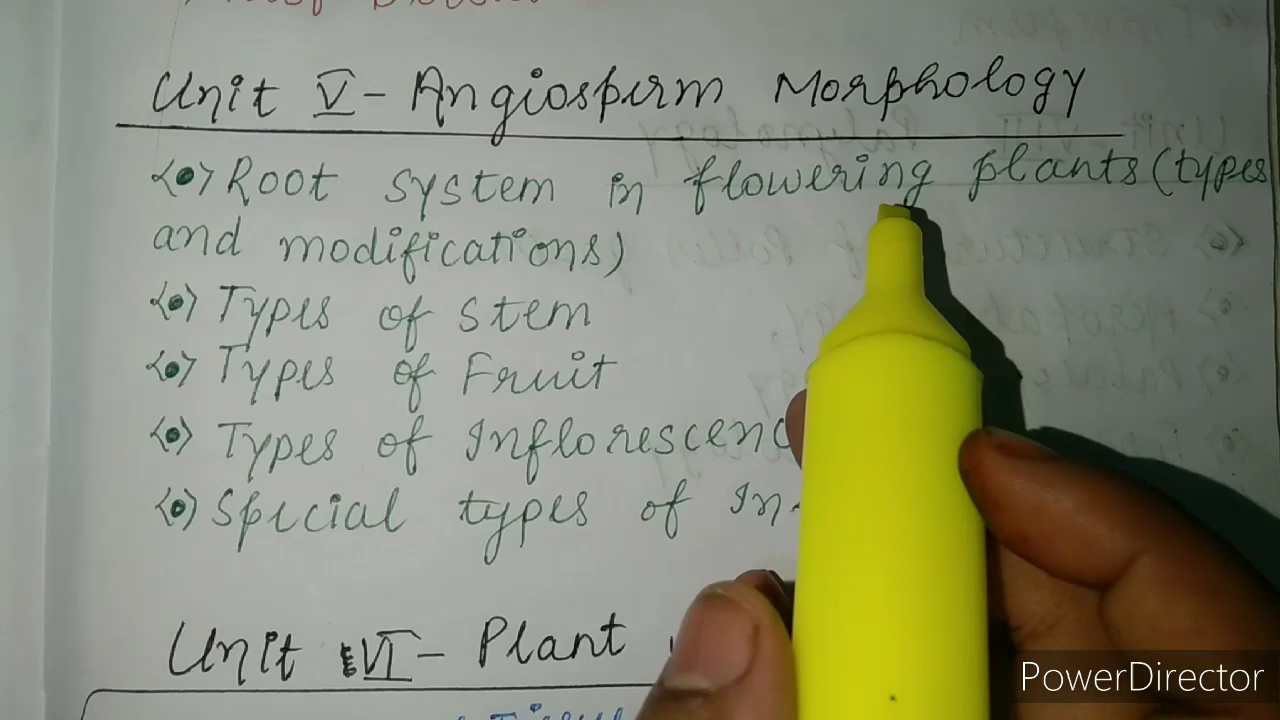 Unit V - Angiosperm Morphology
<•> Root system in flowering plants (types
and modifications)
<•> Types of stem
<•> Types of Fruit
<•> Types of Inflorescenc
<•> Special types of In
Unit VI - Plant
PowerDirector